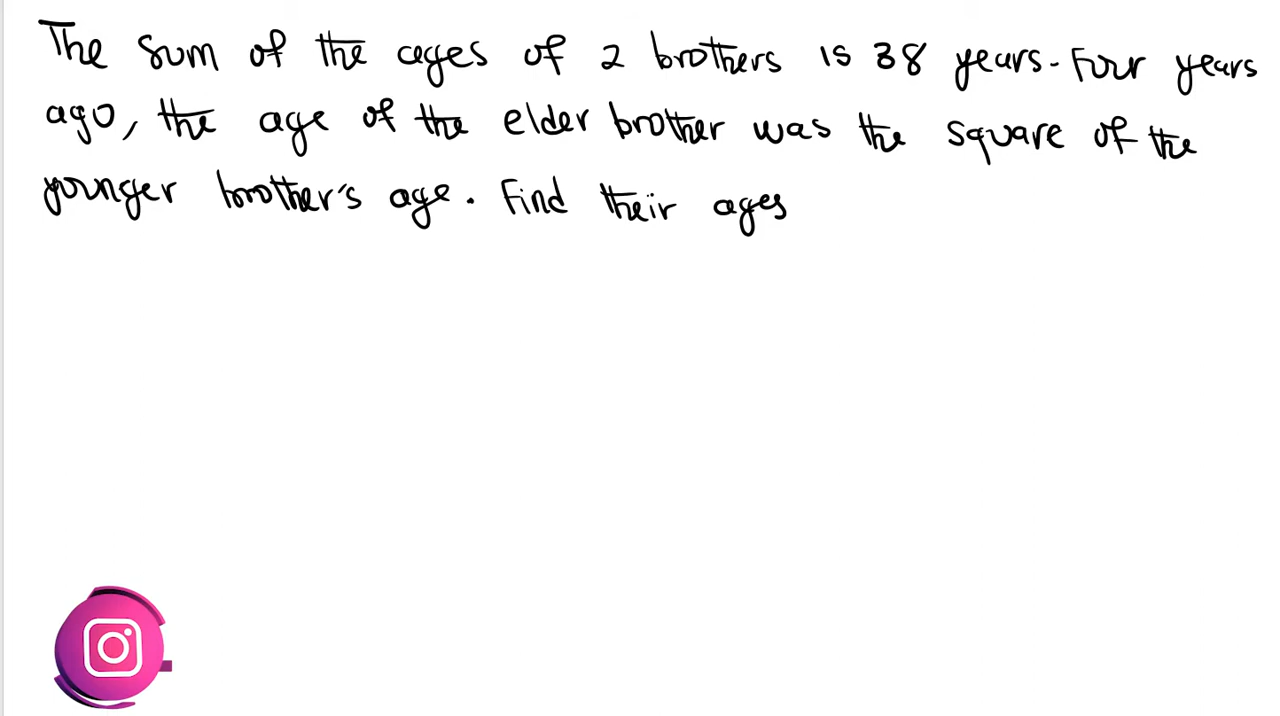 The sum of the ages of 2 brothers is 38 years. Four years
ago, the age of the elder brother was the square of the
younger brother's age. Find their ages